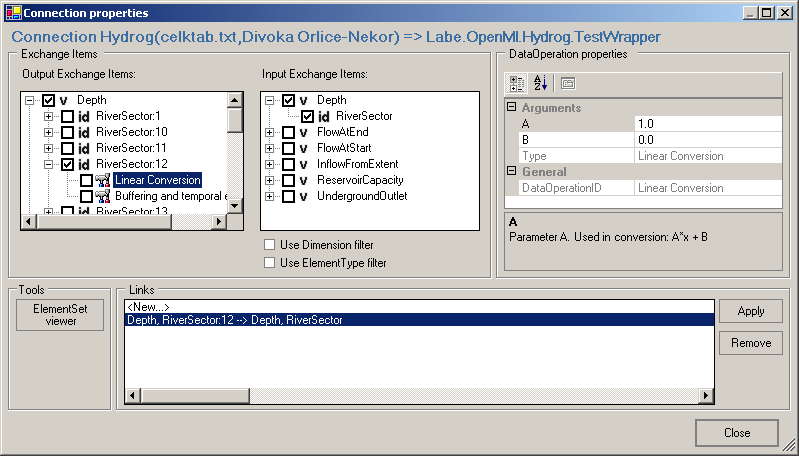 Connection properties
Connection Hydrog(celktab.txt,Divoka Orlice-Nekor) => Labe.OpenMI.Hydrog.TestWrapper
Exchange Items
Output Exchange Items:
v Depth
id RiverSector:1
id RiverSector:10
id RiverSector:11
id RiverSector:12
Linear Conversion
Buffering and temporal e
id RiverSector:13
Input Exchange Items:
v Depth
id RiverSector
v FlowAtEnd
v FlowAtStart
v InflowFromExtent
v ReservoirCapacity
v UndergroundOutlet
Use Dimension filter
Use ElementType filter
DataOperation properties
Arguments
A 1.0
B 0.0
Type Linear Conversion
General
DataOperationID Linear Conversion
A
Parameter A. Used in conversion: A*x + B
Tools
ElementSet
viewer
Links
<New...>
Depth, RiverSector:12 --> Depth, RiverSector
Apply
Remove
Close